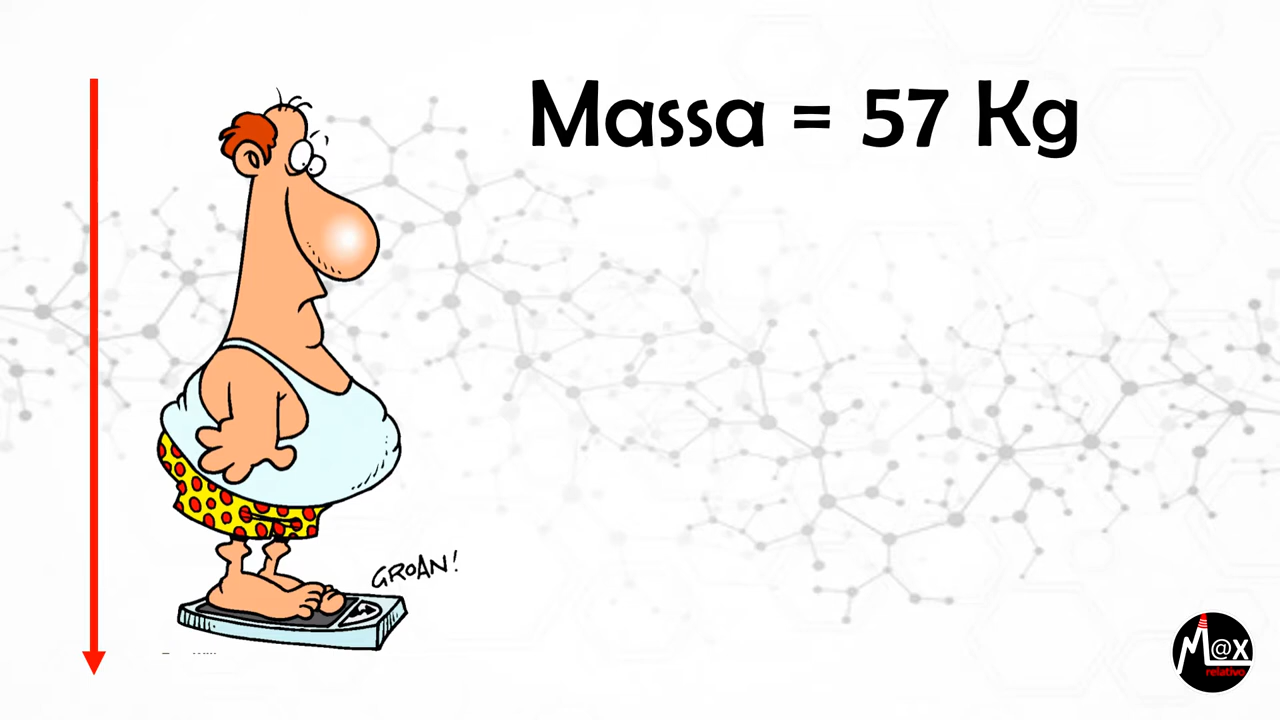 Massa = 57 Kg
GROAN!
M@x
relativo